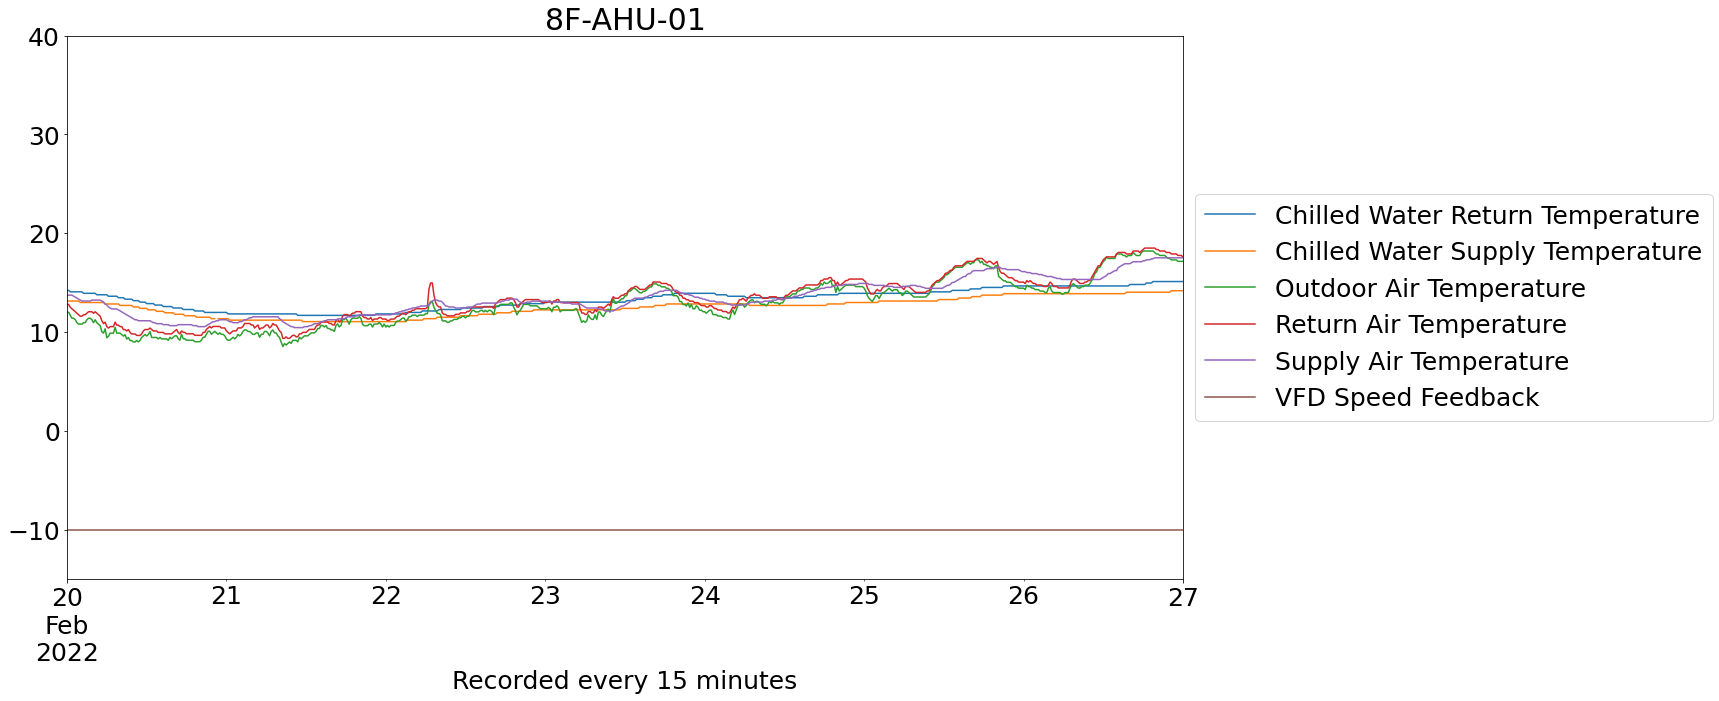 8F-AHU-01
40
30
20
10
0
−10
20 21 22 23 24 25 26 27
Feb
2022
Recorded every 15 minutes
Chilled Water Return Temperature
Chilled Water Supply Temperature
Outdoor Air Temperature
Return Air Temperature
Supply Air Temperature
VFD Speed Feedback